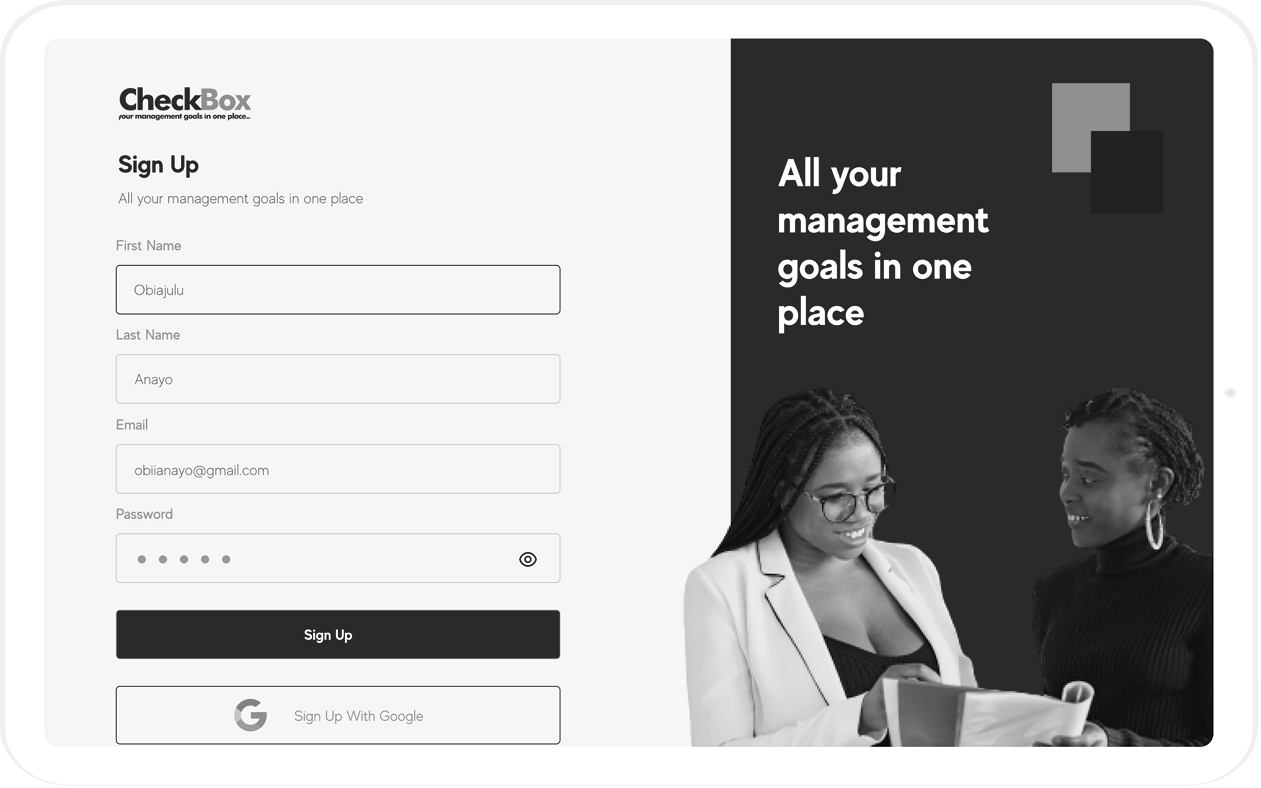 CheckBox
your management goals in one place...
Sign Up
All your management goals in one place
First Name
Obiajulu
Last Name
Anayo
Email
obiianayo@gmail.com
Password
Sign Up
G
Sign Up With Google
All your
management
goals in one
place